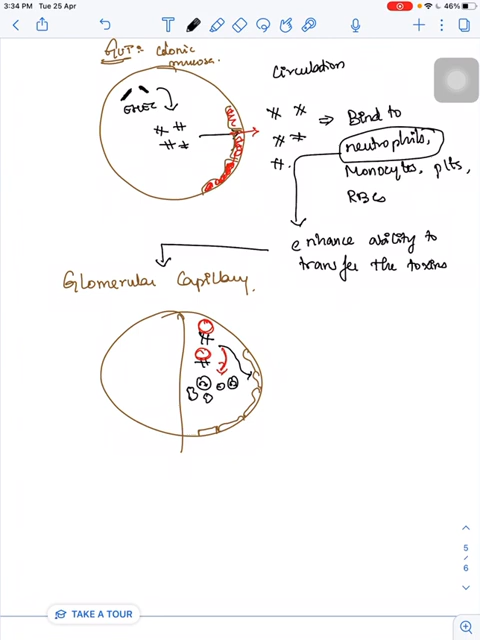 3:34 PM Tue 25 Apr
46%
GUT:- colonic
mucosa.
EHEC
Circulation
⇒ Bind to
neutrophils,
Monocytes, plts,
RBCs
enhance ability to
transfer the toxins
Glomerular Capillary.
5
/
6
TAKE A TOUR